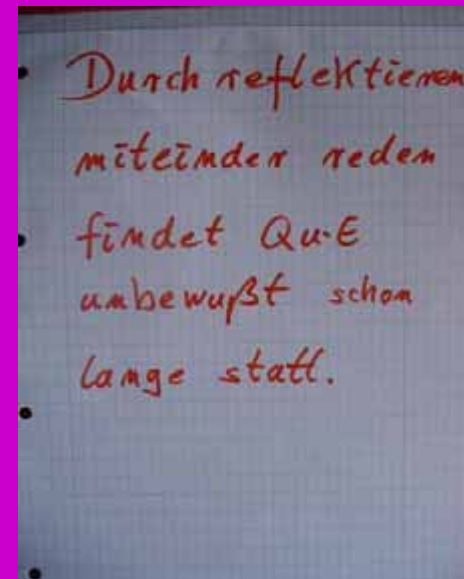 Durch reflektieren
miteinder reden
findet Qu.E
unbewußt schon
lange statt.